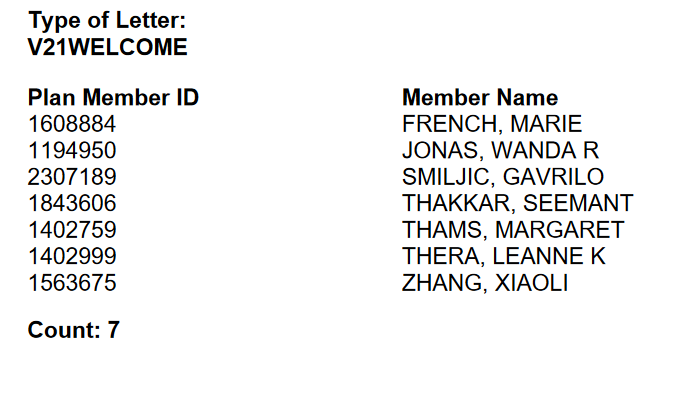 Type of Letter:
V21WELCOME
Plan Member ID Member Name
1608884 FRENCH, MARIE
1194950 JONAS, WANDA R
2307189 SMILJIC, GAVRILO
1843606 THAKKAR, SEEMANT
1402759 THAMS, MARGARET
1402999 THERA, LEANNE K
1563675 ZHANG, XIAOLI
Count: 7